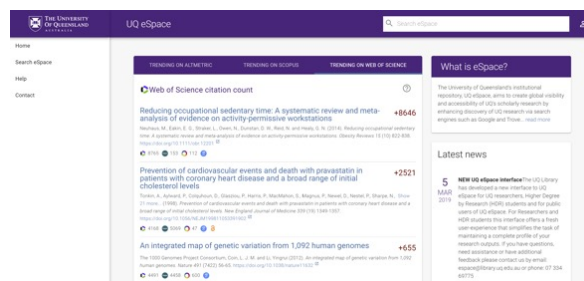 THE UNIVERSITY
OF QUEENSLAND
AUSTRALIA
UQ eSpace
Search eSpace
Home
Search eSpace
Help
Contact
TRENDING ON ALTMETRIC
TRENDING ON SCOPUS
TRENDING ON WEB OF SCIENCE
Web of Science citation count
Reducing occupational sedentary time: A systematic review and meta-
analysis of evidence on activity-permissive workstations
+8646
Prevention of cardiovascular events and death with pravastatin in
patients with coronary heart disease and a broad range of initial
cholesterol levels
+2521
An integrated map of genetic variation from 1,092 human genomes
+655
What is eSpace?
The University of Queensland's institutional
repository, UQ eSpace, aims to create global visibility
and accessibility of UQ's scholarly research by
enhancing discovery of UQ research via search
engines such as Google and Trove. ..read more
Latest news
5
MAR
2019
NEW UQ eSpace Interface The UQ Library
has developed a new interface to UQ
eSpace for UQ researchers, Higher Degree
by Research (HDR) students and for public
users of UQ eSpace. For Researchers and
HDR students this interface offers a fresh
user-experience that simplifies the task of
maintaining a complete profile of your
research outputs. If you have questions,
need assistance or have additional
feedback please contact us by email:
espace@library.uq.edu.au or phone: 07 334
69775